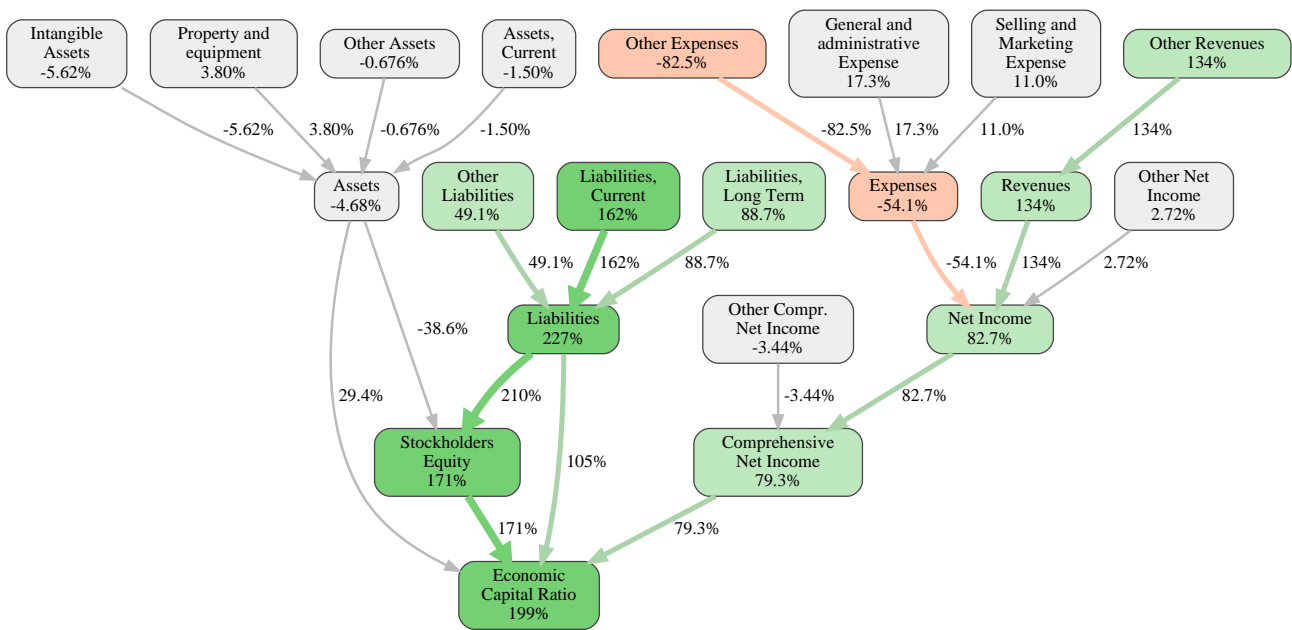 Intangible
Assets
-5.62%
Property and
equipment
3.80%
Other Assets
-0.676%
Assets,
Current
-1.50%
Other Expenses
-82.5%
General and
administrative
Expense
17.3%
Selling and
Marketing
Expense
11.0%
Other Revenues
134%
-5.62%
3.80%
-0.676%
-1.50%
-82.5%
17.3%
11.0%
134%
Assets
-4.68%
Other
Liabilities
49.1%
Liabilities,
Current
162%
Liabilities,
Long Term
88.7%
Expenses
-54.1%
Revenues
134%
Other Net
Income
2.72%
49.1%
162%
88.7%
-54.1%
134%
2.72%
-38.6%
Liabilities
227%
Other Compr.
Net Income
-3.44%
Net Income
82.7%
29.4%
210%
-3.44%
82.7%
Stockholders
Equity
171%
105%
Comprehensive
Net Income
79.3%
171%
79.3%
Economic
Capital Ratio
199%